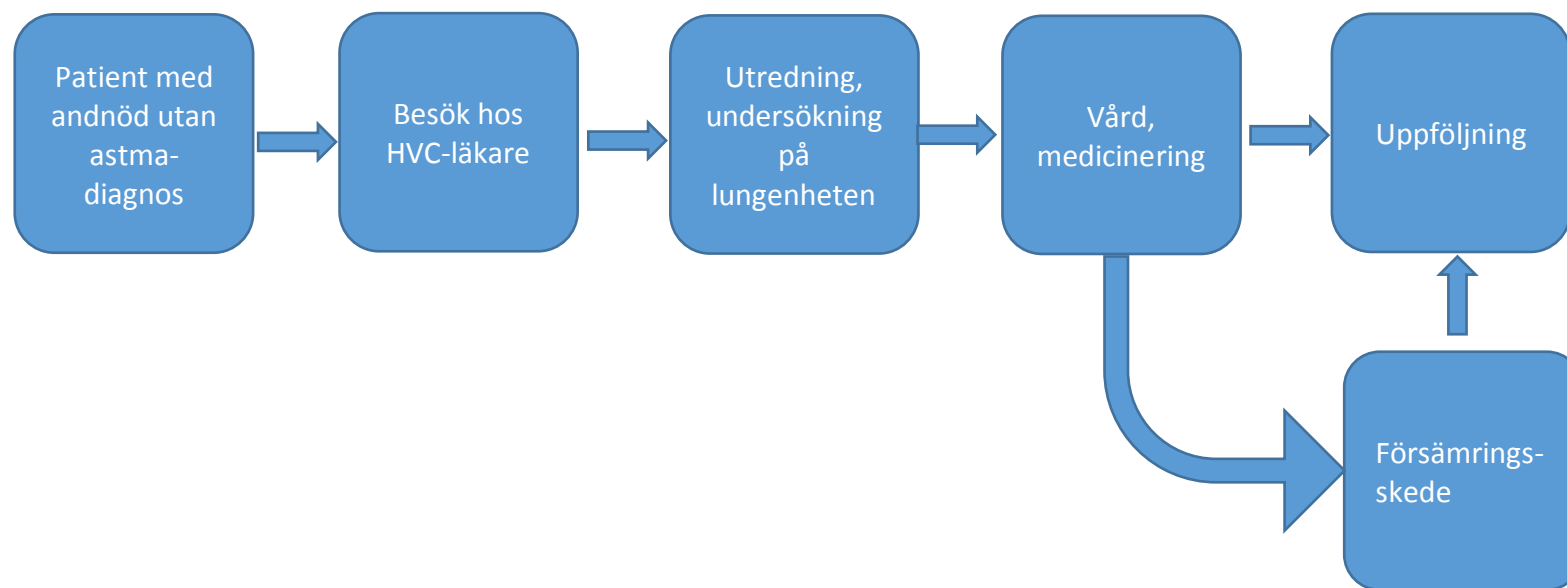 Patient med
andnöd utan
astma-
diagnos
Besök hos
HVC-läkare
Utredning,
undersökning
på
lungenheten
Vård,
medicinering
Uppföljning
Försämrings-
skede